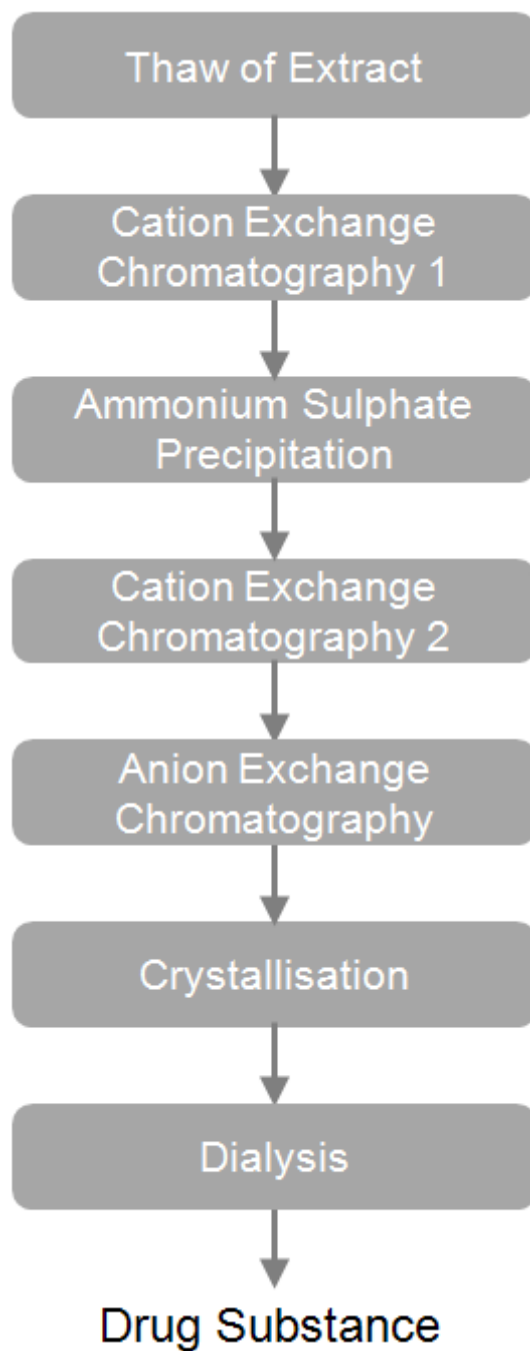 Thaw of Extract
Cation Exchange
Chromatography 1
Ammonium Sulphate
Precipitation
Cation Exchange
Chromatography 2
Anion Exchange
Chromatography
Crystallisation
Dialysis
Drug Substance